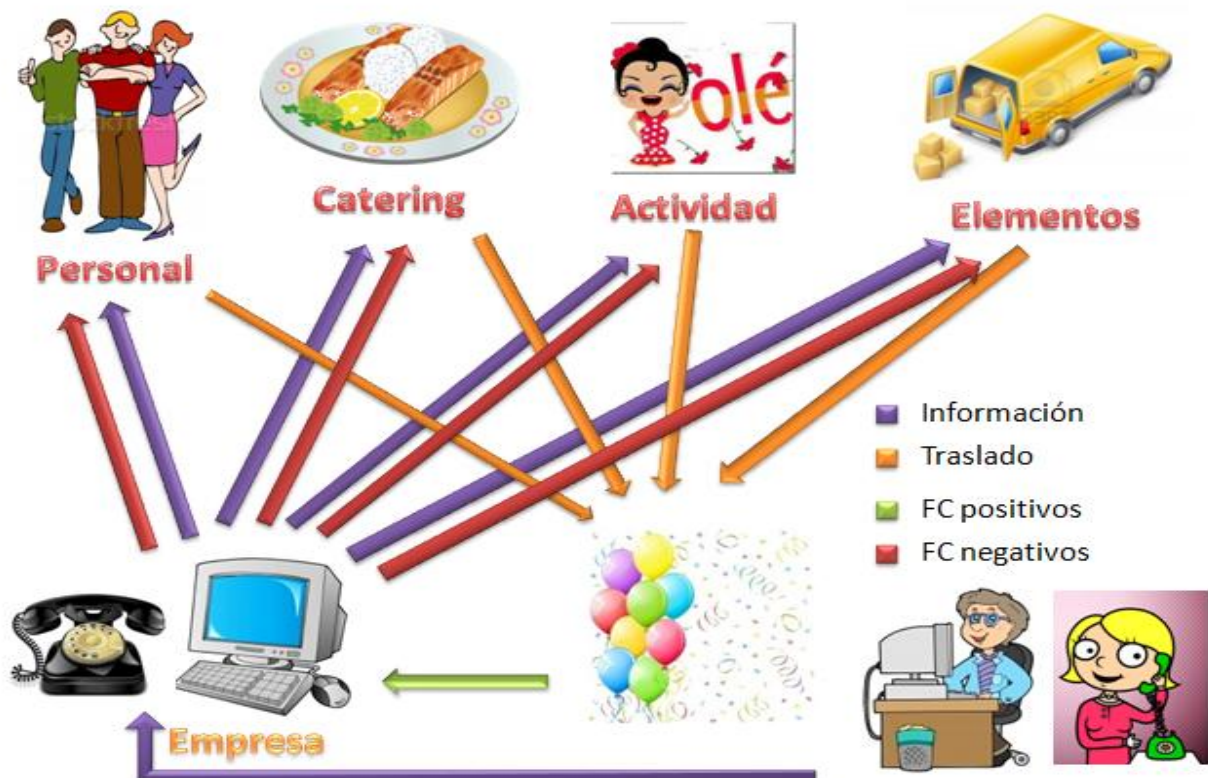 Catering
Actividad
olé
Elementos
Personal
Información
Traslado
FC positivos
FC negativos
Empresa